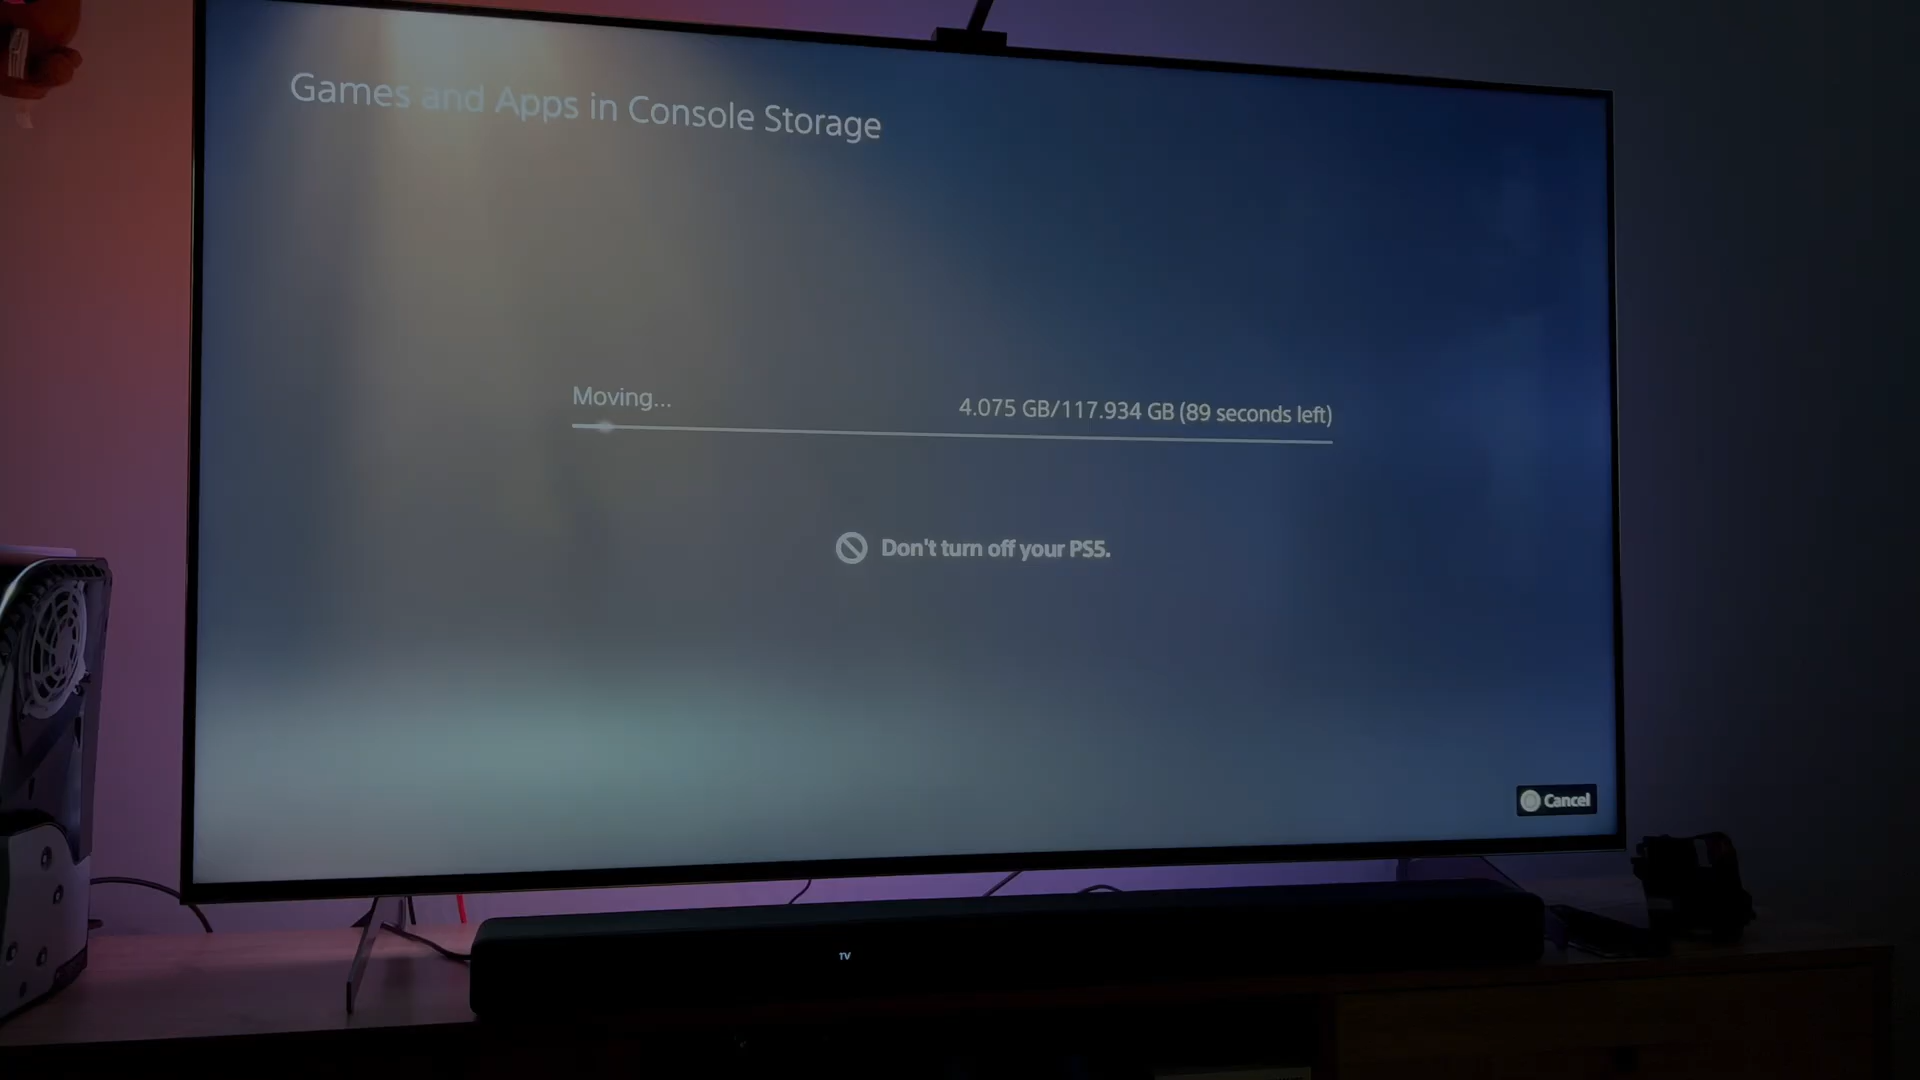 Games and Apps in Console Storage
Moving...
4.075 GB/117.934 GB (89 seconds left)
Don't turn off your PS5.
Cancel
TV